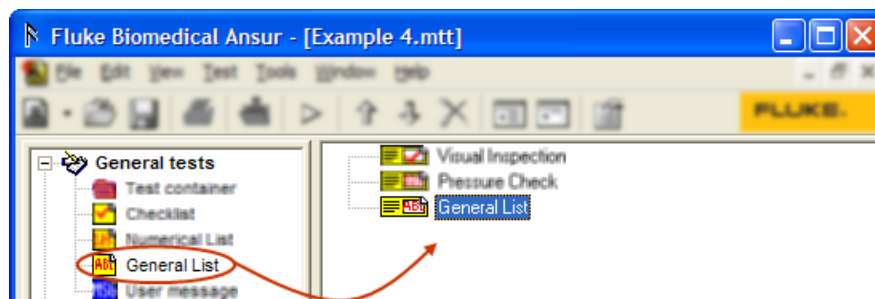 Fluke Biomedical Ansur - [Example 4.mtt]
File Edit View Test Tools Window Help
FLUKE.
General tests
Test container
Checklist
Numerical List
General List
User message
Visual Inspection
Pressure Check
General List